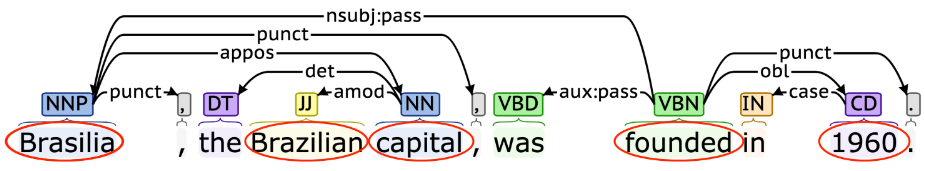 nsubj:pass
punct
punct
appos
obl
det
NNP punct , DT JJ amod NN , VBD aux:pass VBN IN case CD .
Brasilia , the Brazilian capital , was founded in 1960 .